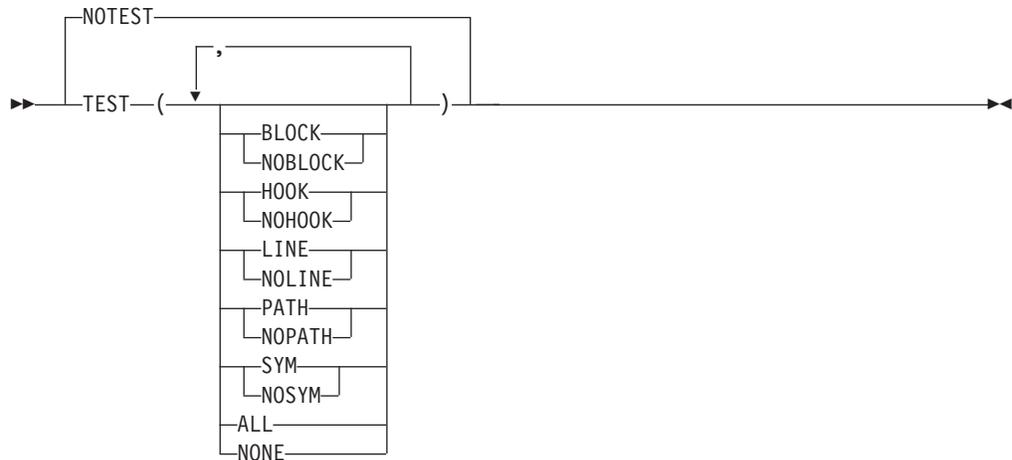 NOTEST
,
TEST ( )
BLOCK
NOBLOCK
HOOK
NOHOOK
LINE
NOLINE
PATH
NOPATH
SYM
NOSYM
ALL
NONE